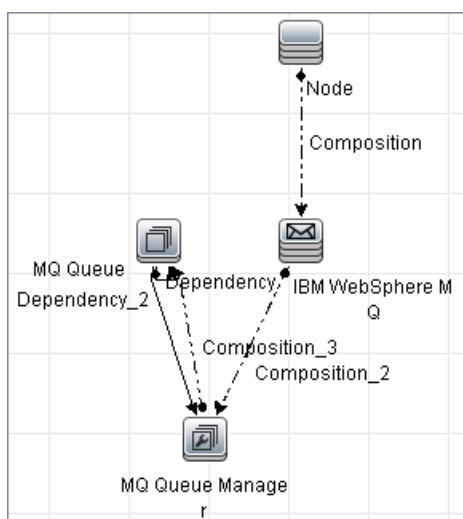 Node
Composition
MQ Queue
Dependency
IBM WebSphere M
Q
Dependency_2
Composition_3
Composition_2
MQ Queue Manage
r